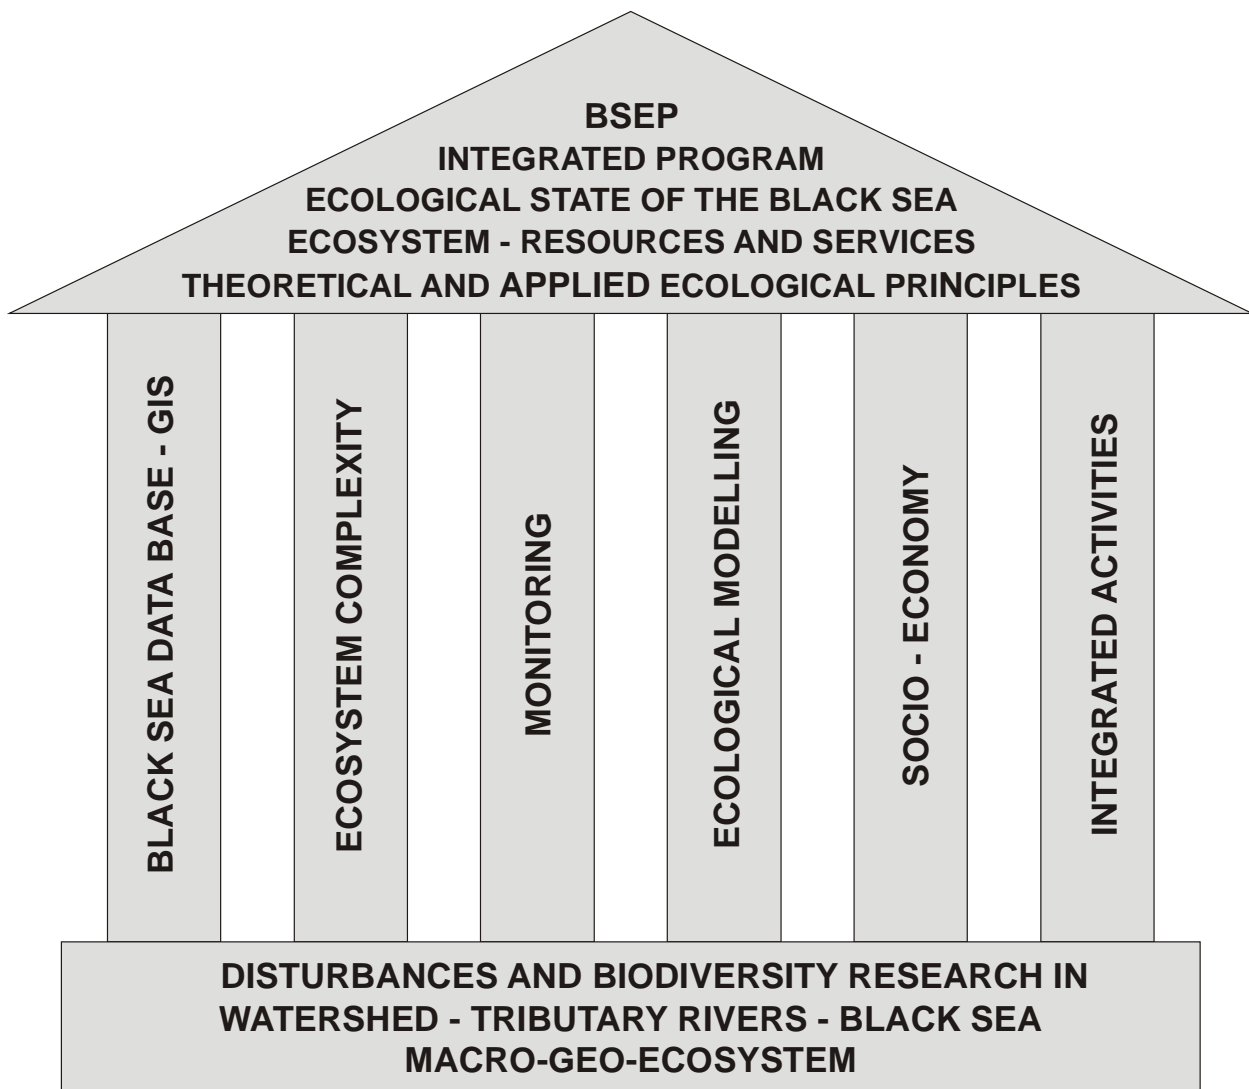 BSEP
INTEGRATED PROGRAM
ECOLOGICAL STATE OF THE BLACK SEA
ECOSYSTEM - RESOURCES AND SERVICES
THEORETICAL AND APPLIED ECOLOGICAL PRINCIPLES
BLACK SEA DATA BASE - GIS
ECOSYSTEM COMPLEXITY
MONITORING
ECOLOGICAL MODELLING
SOCIO - ECONOMY
INTEGRATED ACTIVITIES
DISTURBANCES AND BIODIVERSITY RESEARCH IN
WATERSHED - TRIBUTARY RIVERS - BLACK SEA
MACRO-GEO-ECOSYSTEM